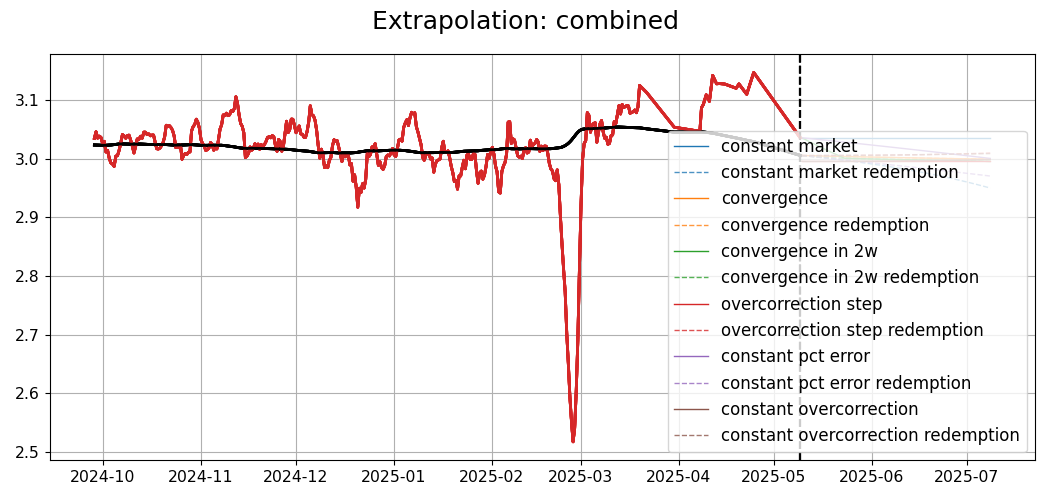 Extrapolation: combined
3.1
3.0
2.9
2.8
2.7
2.6
2.5
constant market
constant market redemption
convergence
convergence redemption
convergence in 2w
convergence in 2w redemption
overcorrection step
overcorrection step redemption
constant pct error
constant pct error redemption
constant overcorrection
constant overcorrection redemption
2024-10 2024-11 2024-12 2025-01 2025-02 2025-03 2025-04 2025-05 2025-06 2025-07